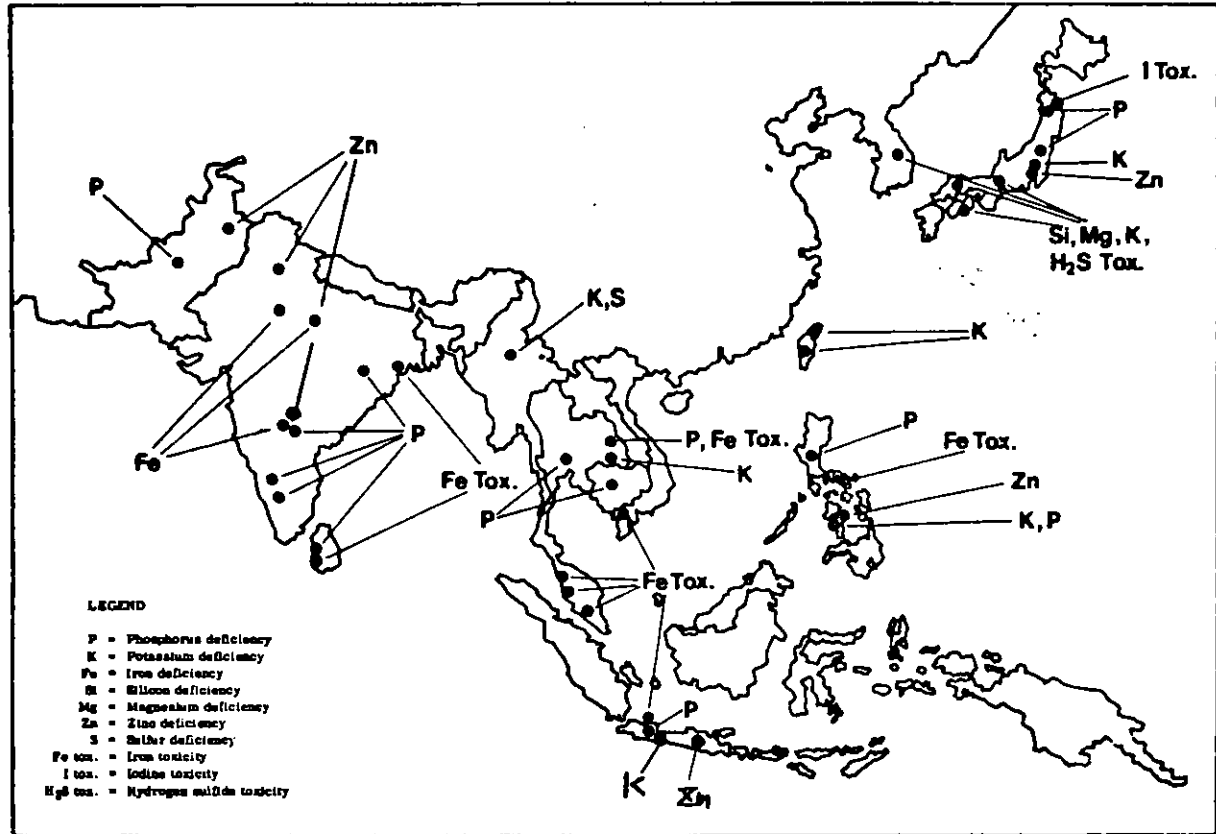 I Tox.
P
K
Zn
Si, Mg, K,
H₂S Tox.
Zn
P
K,S
K
Fe
P
Fe Tox.
P, Fe Tox.
K
P
P
Fe Tox.
Zn
K, P
Fe Tox.
P
K
Zn
LEGEND
P = Phosphorus deficiency
K = Potassium deficiency
Fe = Iron deficiency
Si = Silicon deficiency
Mg = Magnesium deficiency
Zn = Zinc deficiency
S = Sulfur deficiency
Fe tox. = Iron toxicity
I tox. = Iodine toxicity
H₂S tox. = Hydrogen sulfide toxicity